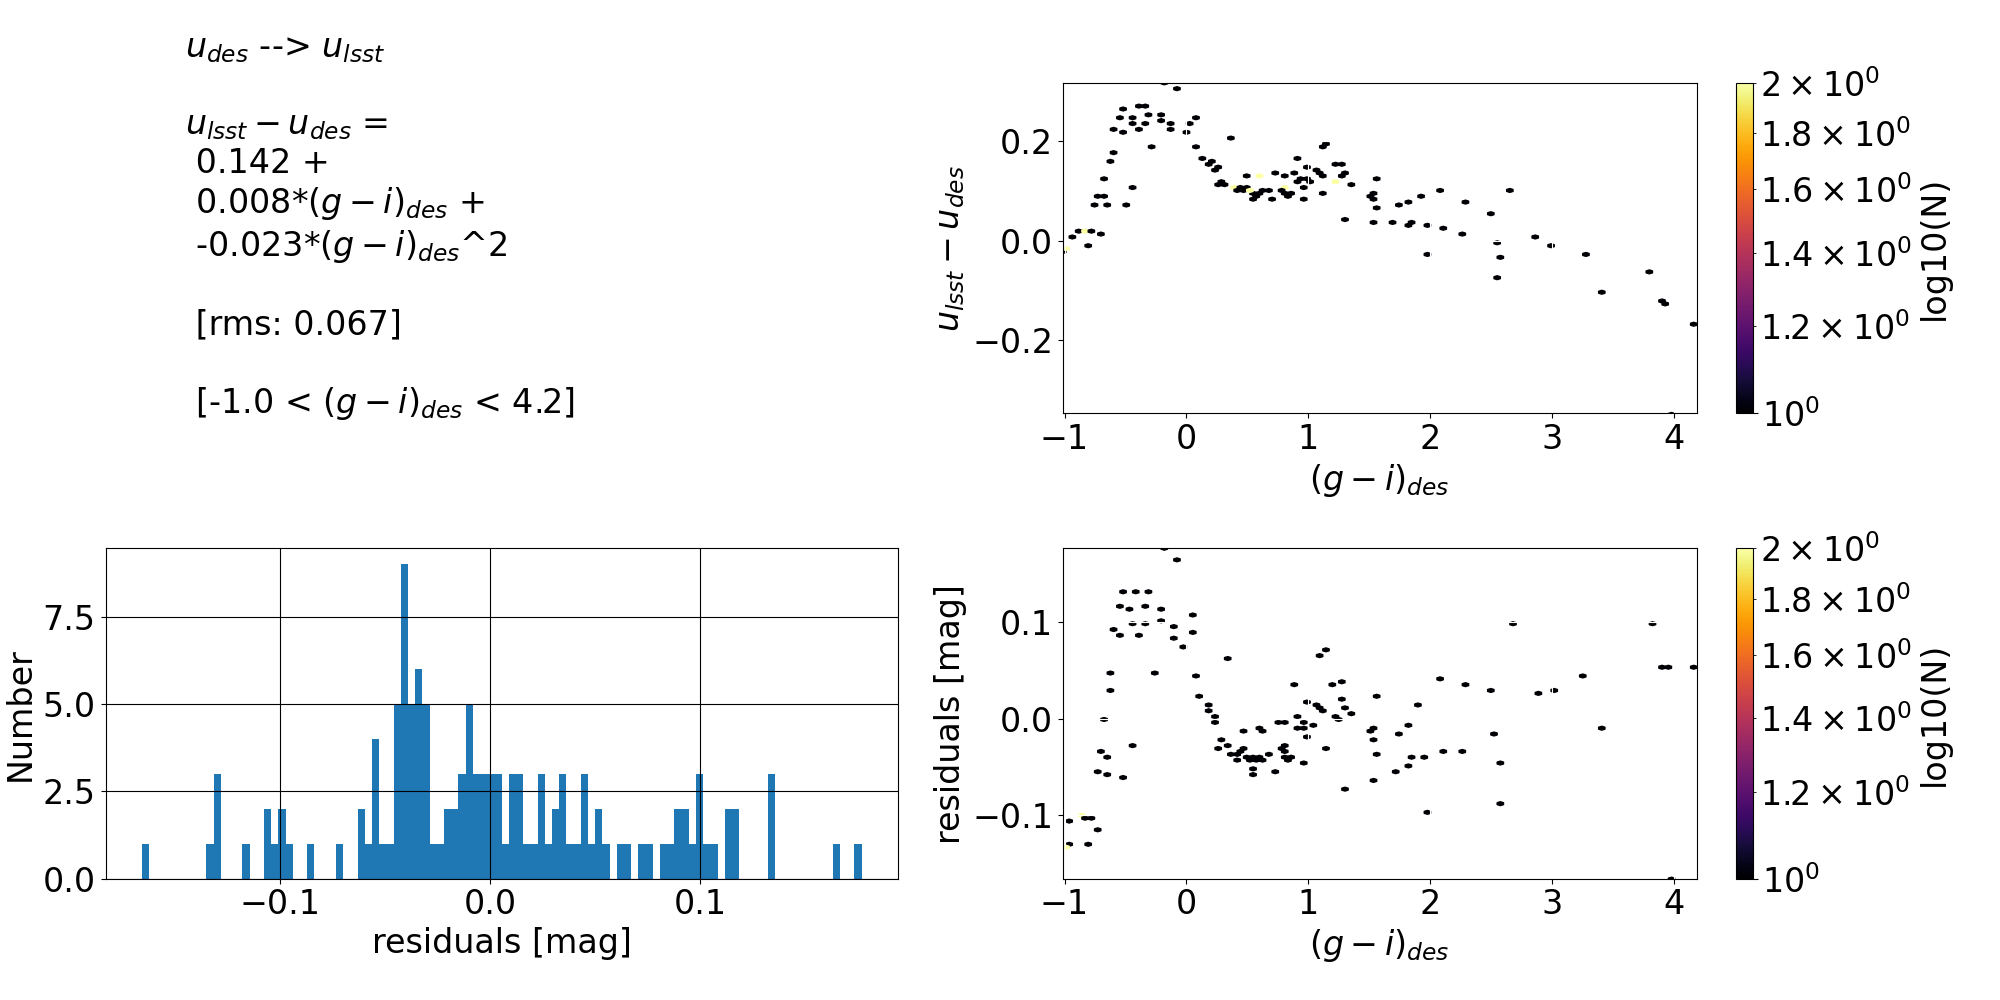 u_des --> u_lsst
u_lsst − u_des =
0.142 +
0.008*(g − i)_des +
-0.023*(g − i)_des^2
[rms: 0.067]
[-1.0 < (g − i)_des < 4.2]
u_lsst − u_des
0.2
0.0
−0.2
−1 0 1 2 3 4
(g − i)_des
2 × 10^0
1.8 × 10^0
1.6 × 10^0
1.4 × 10^0
1.2 × 10^0
10^0
log10(N)
Number
7.5
5.0
2.5
0.0
−0.1 0.0 0.1
residuals [mag]
residuals [mag]
0.1
0.0
−0.1
−1 0 1 2 3 4
(g − i)_des
2 × 10^0
1.8 × 10^0
1.6 × 10^0
1.4 × 10^0
1.2 × 10^0
10^0
log10(N)